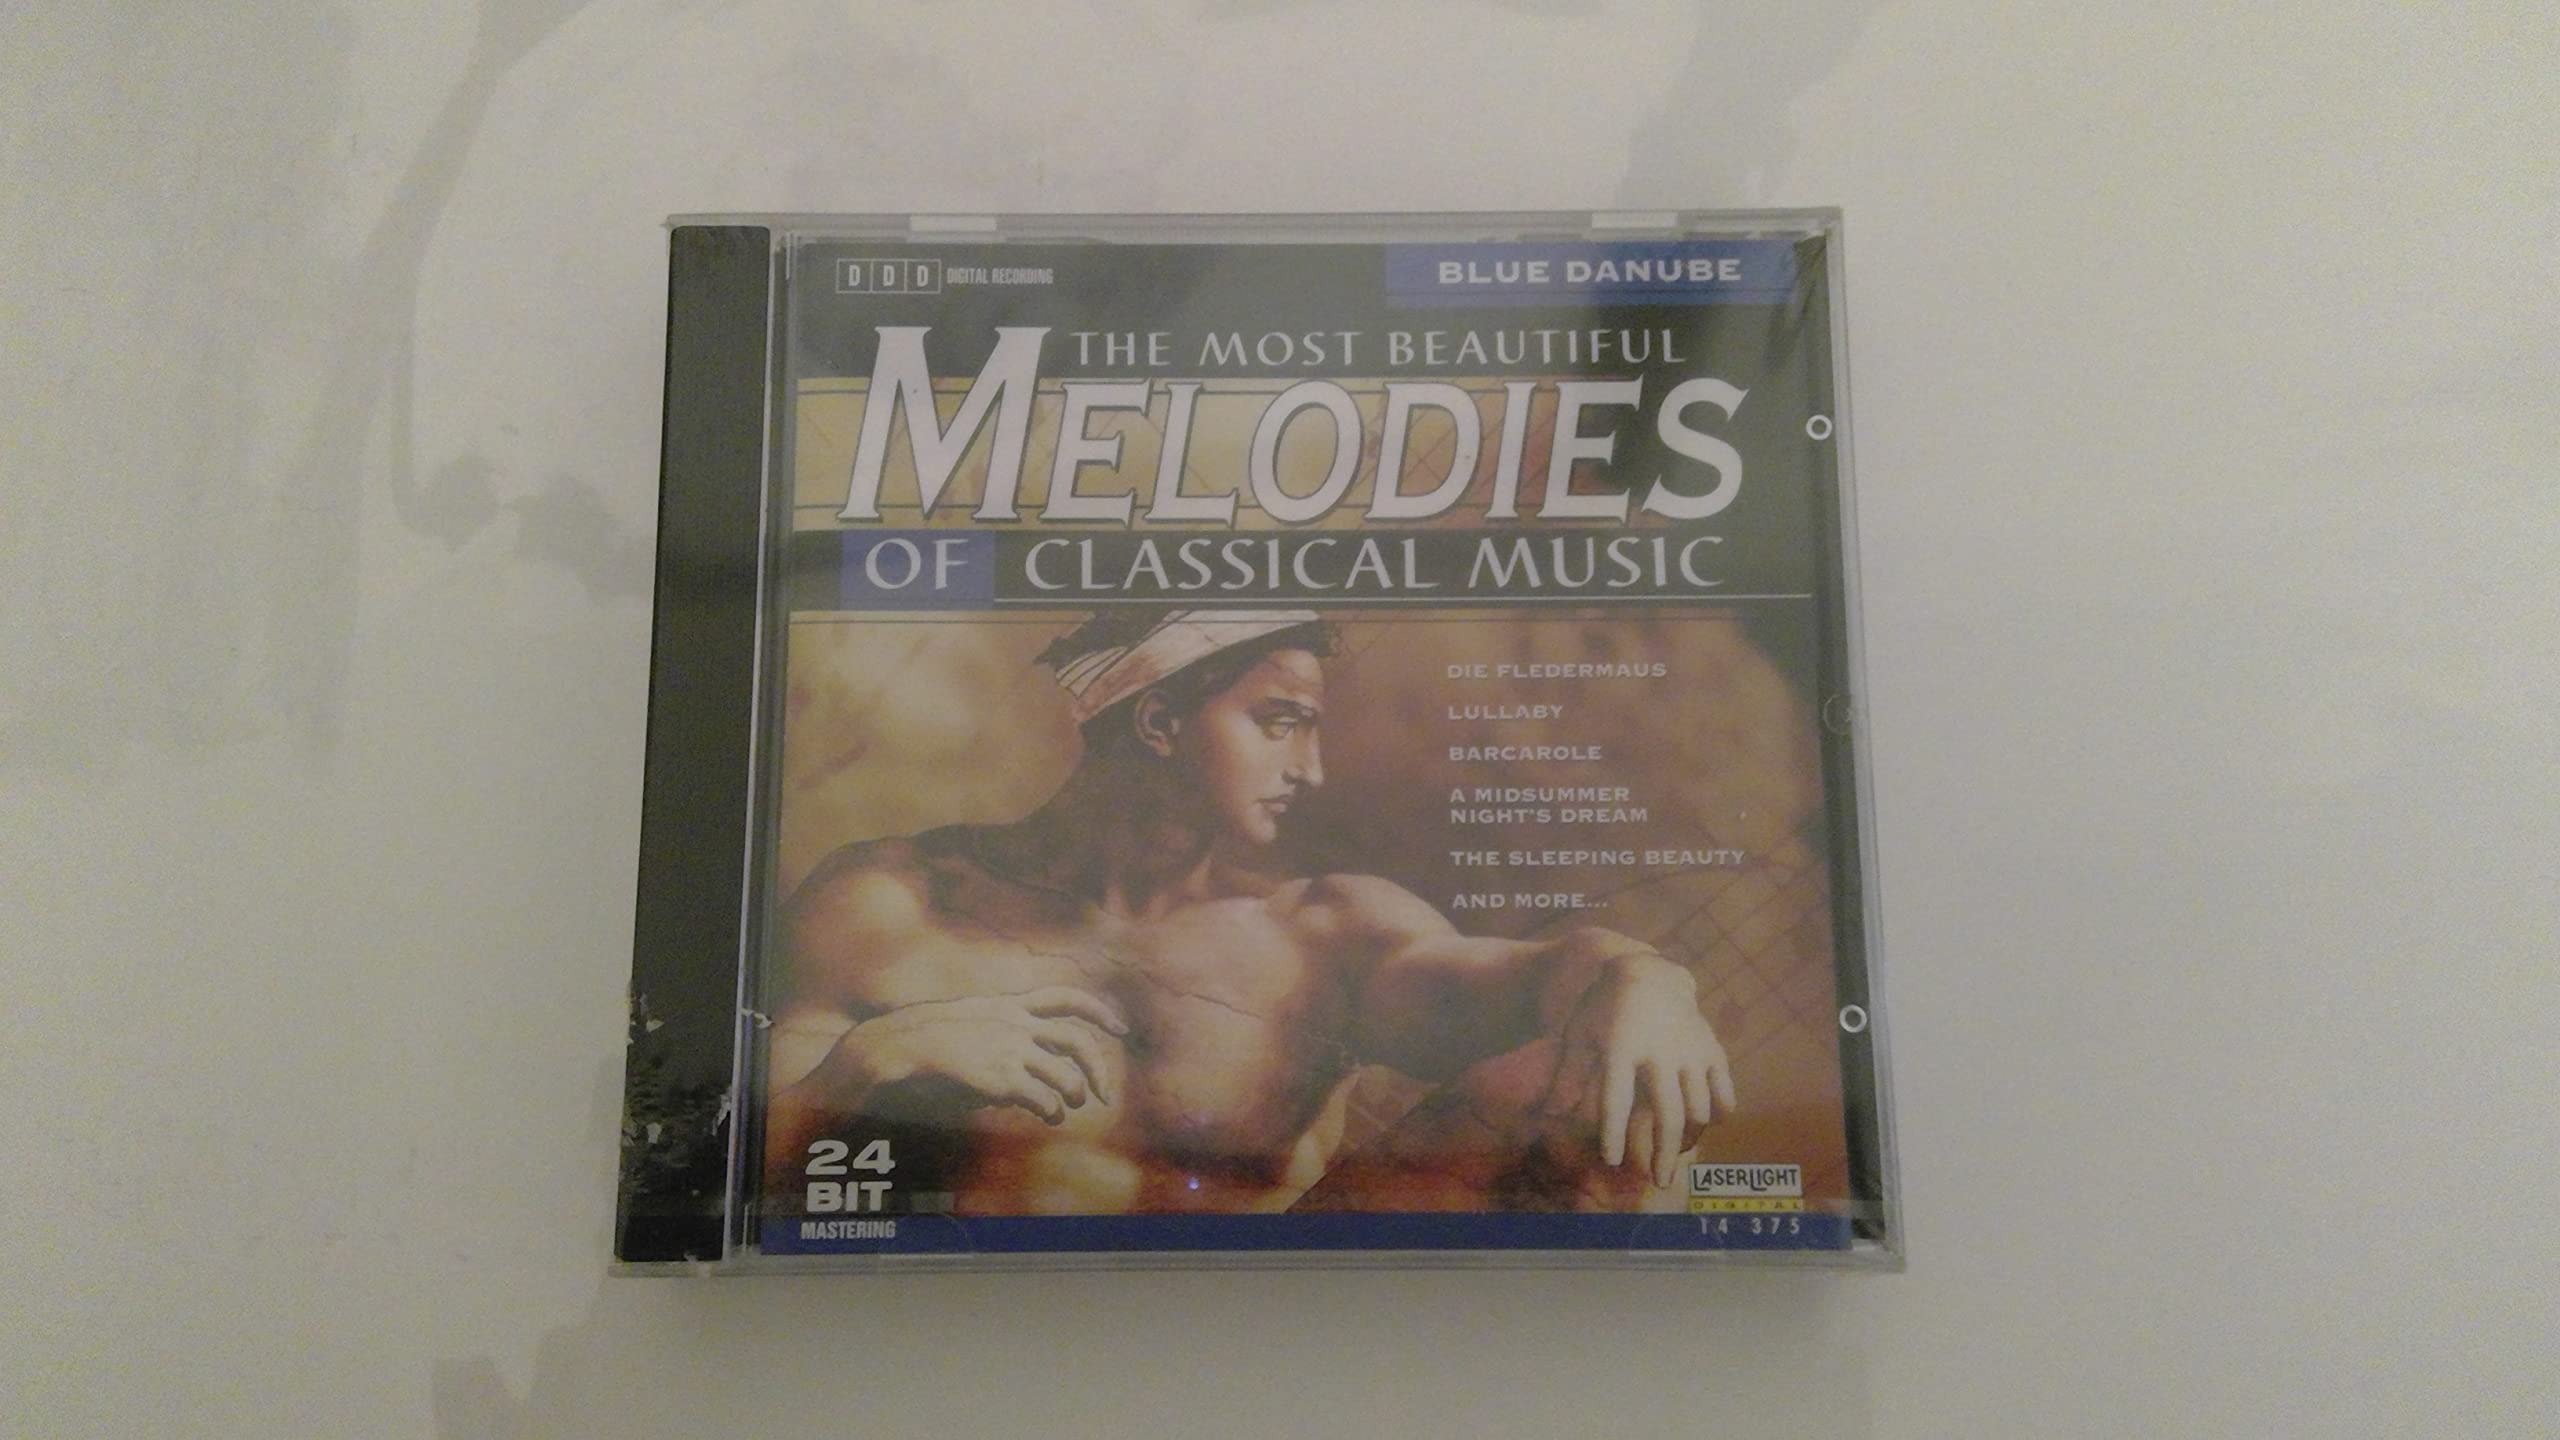 D D D DIGITAL RECORDING
BLUE DANUBE
THE MOST BEAUTIFUL
MELODIES
OF CLASSICAL MUSIC
DIE FLEDERMAUS
LULLABY
BARCAROLE
A MIDSUMMER
NIGHT'S DREAM
THE SLEEPING BEAUTY
AND MORE...
24
BIT
MASTERING
LASERLIGHT
DIGITAL
14 375